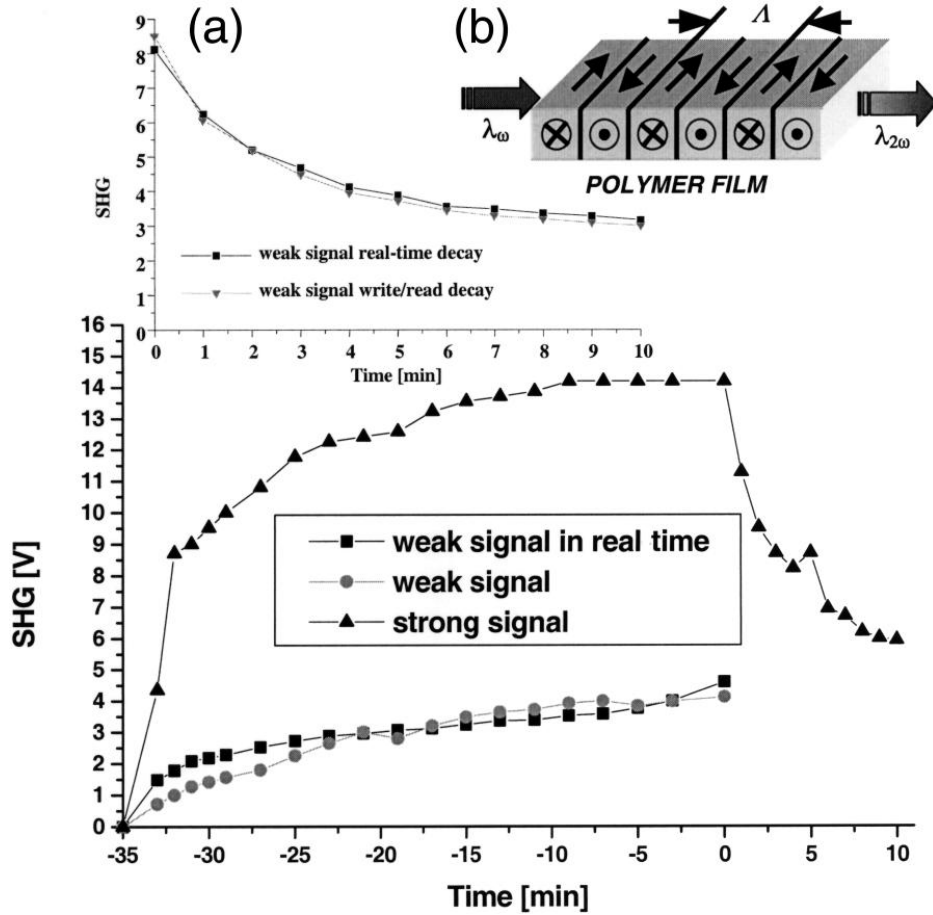 (a)
9
8
7
6
5
4
3
2
1
0
SHG
weak signal real-time decay
weak signal write/read decay
0 1 2 3 4 5 6 7 8 9 10
Time [min]
(b)
Λ
λω
λ2ω
POLYMER FILM
16
15
14
13
12
11
10
9
8
7
6
5
4
3
2
1
0
SHG [V]
weak signal in real time
weak signal
strong signal
-35 -30 -25 -20 -15 -10 -5 0 5 10
Time [min]